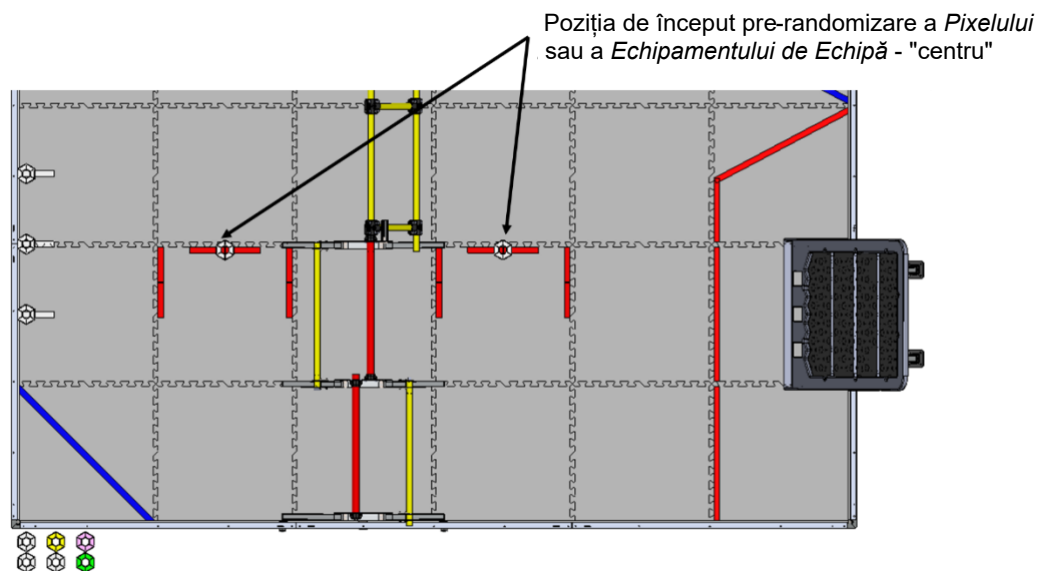 Poziția de început pre-randomizare a Pixelului
sau a Echipamentului de Echipă - "centru"